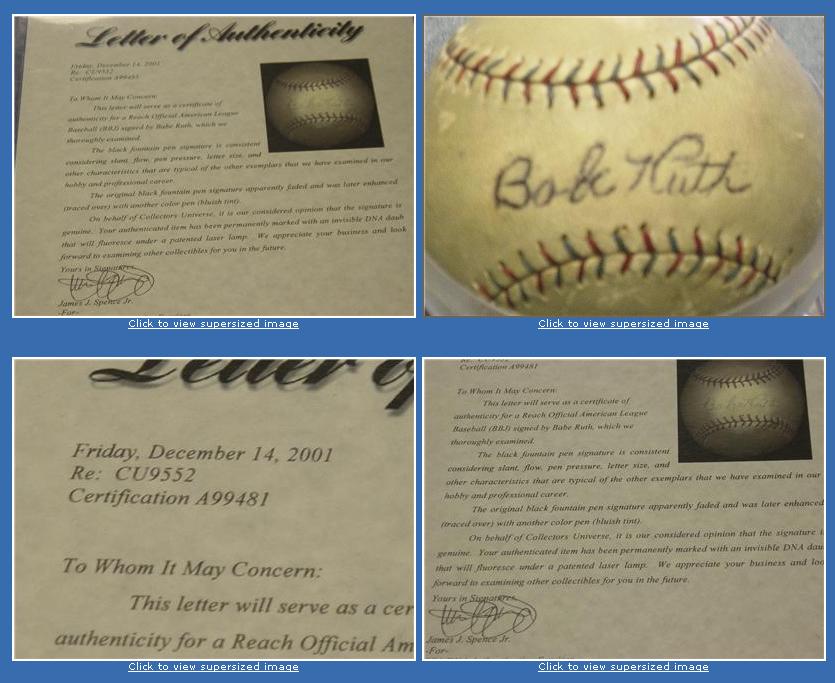 Letter of Authenticity
Friday, December 14, 2001
Re: CU9552
Certification A99481
To Whom It May Concern:
This letter will serve as a certificate of
authenticity for a Reach Official American League
Baseball (BBJ) signed by Babe Ruth, which we
thoroughly examined.
The black fountain pen signature is consistent
considering slant, flow, pen pressure, letter size, and
other characteristics that are typical of the other exemplars that we have examined in our
hobby and professional career.
The original black fountain pen signature apparently faded and was later enhanced
(traced over) with another color pen (bluish tint).
On behalf of Collectors Universe, it is our considered opinion that the signature is
genuine. Your authenticated item has been permanently marked with an invisible DNA daub
that will fluoresce under a patented laser lamp. We appreciate your business and look
forward to examining other collectibles for you in the future.
Yours in Signatures,
James J. Spence Jr.
-For-
Click to view supersized image
Babe Ruth
Click to view supersized image
Letter of
Friday, December 14, 2001
Re: CU9552
Certification A99481
To Whom It May Concern:
This letter will serve as a cer
authenticity for a Reach Official Am
Click to view supersized image
Certification A99481
To Whom It May Concern:
This letter will serve as a certificate of
authenticity for a Reach Official American League
Baseball (BBJ) signed by Babe Ruth, which we
thoroughly examined.
The black fountain pen signature is consistent
considering slant, flow, pen pressure, letter size, and
other characteristics that are typical of the other exemplars that we have examined in our
hobby and professional career.
The original black fountain pen signature apparently faded and was later enhanced
(traced over) with another color pen (bluish tint).
On behalf of Collectors Universe, it is our considered opinion that the signature i
genuine. Your authenticated item has been permanently marked with an invisible DNA dau
that will fluoresce under a patented laser lamp. We appreciate your business and loo
forward to examining other collectibles for you in the future.
Yours in Signatures,
James J. Spence Jr.
-For-
Click to view supersized image